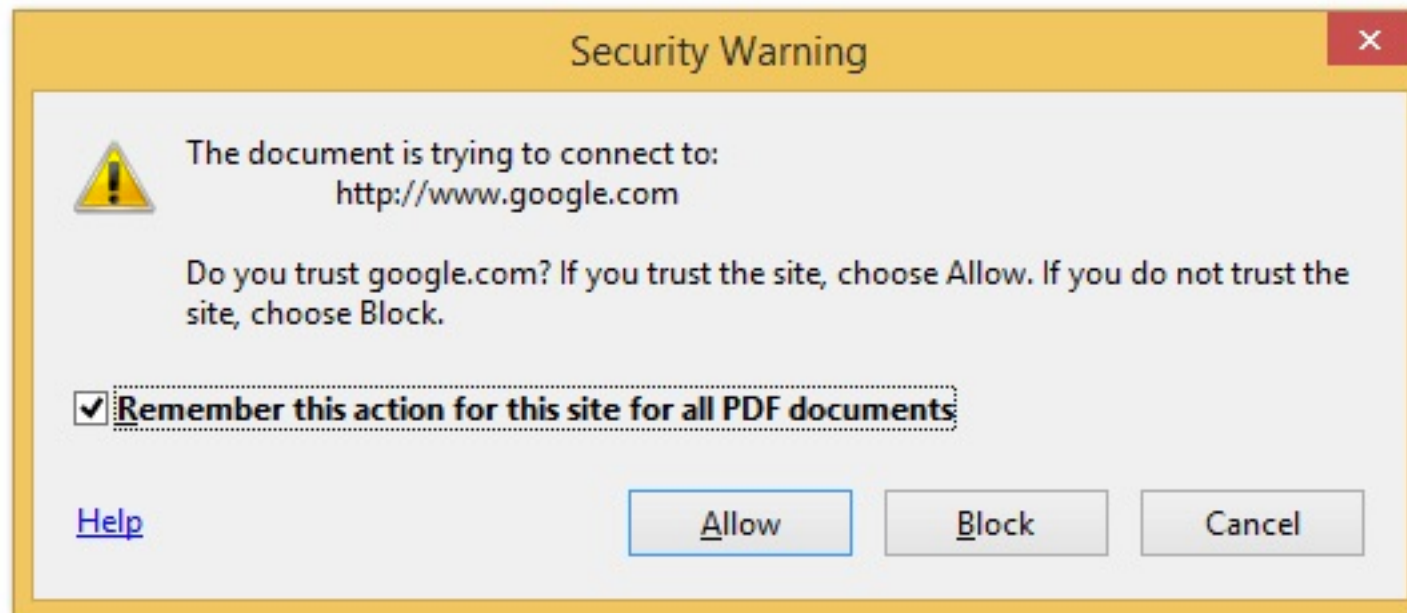 Security Warning
The document is trying to connect to:
http://www.google.com
Do you trust google.com? If you trust the site, choose Allow. If you do not trust the
site, choose Block.
Remember this action for this site for all PDF documents
Help
Allow
Block
Cancel